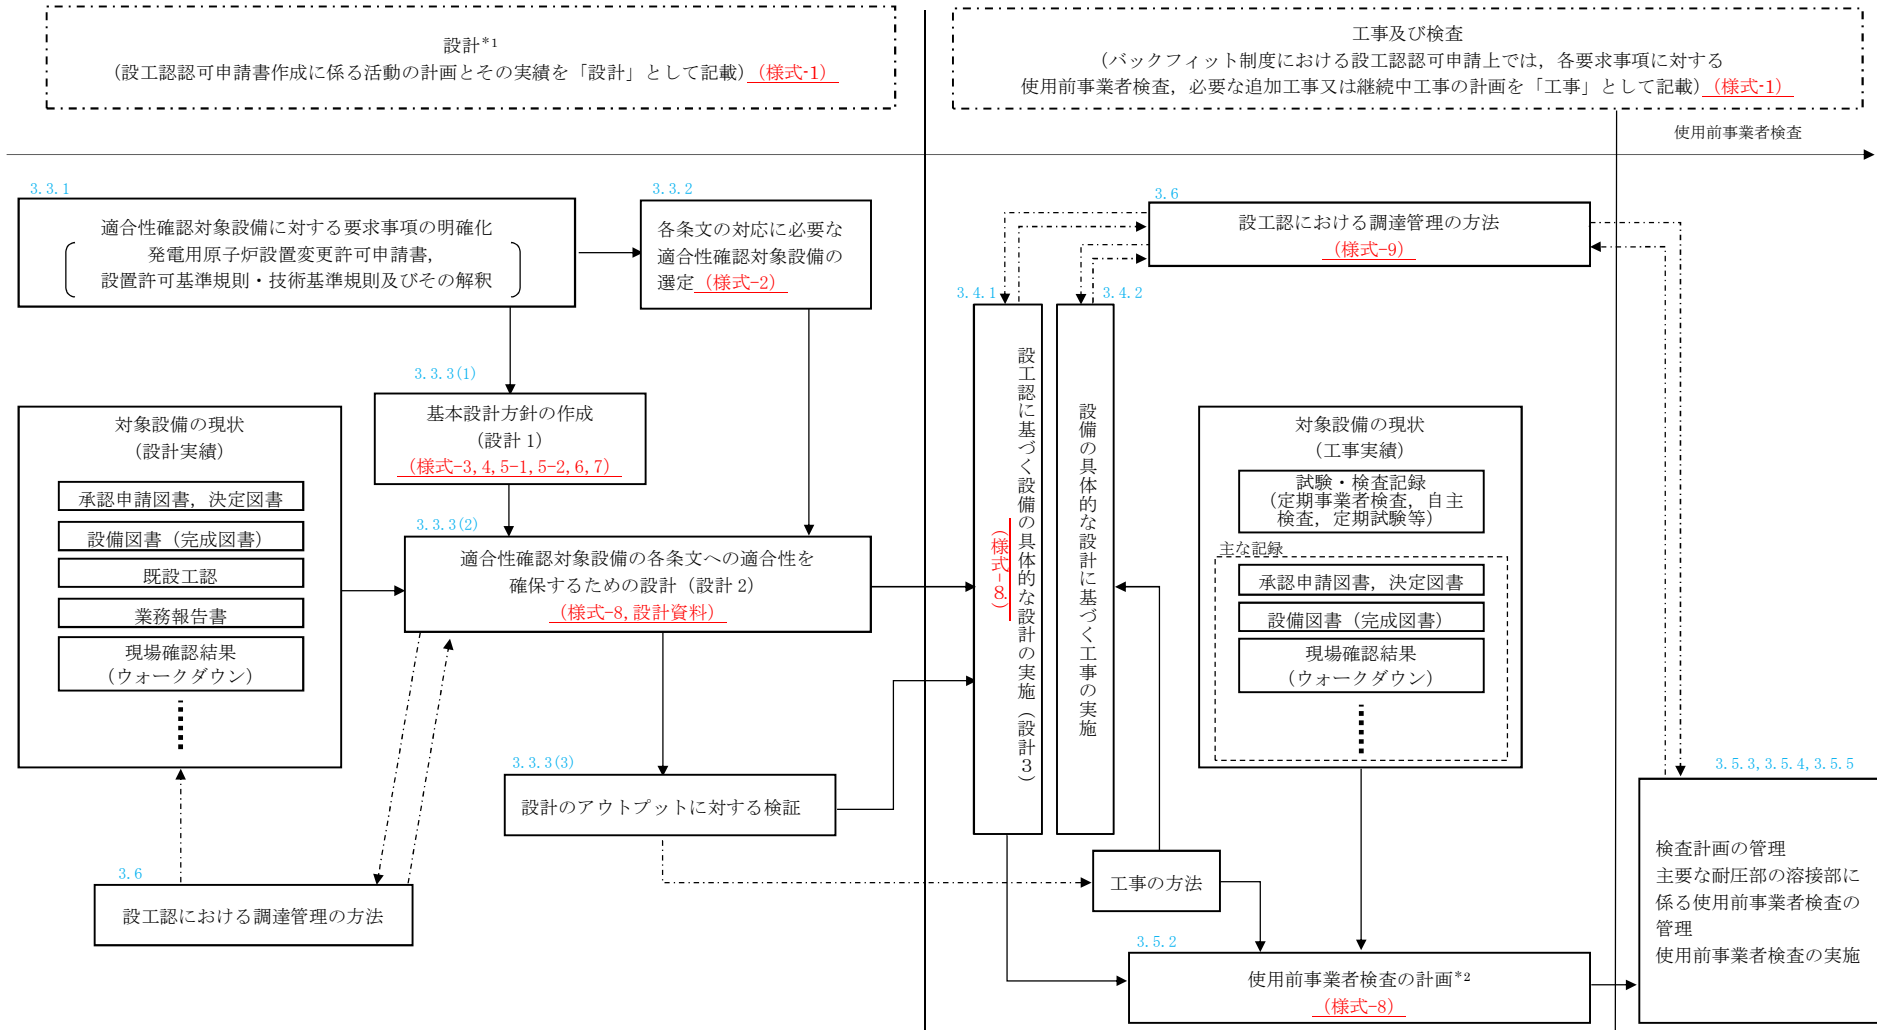 設計*1
(設工認認可申請書作成に係る活動の計画とその実績を「設計」として記載)(様式-1)
工事及び検査
(バックフィット制度における設工認認可申請上では，各要求事項に対する
使用前事業者検査，必要な追加工事又は継続中工事の計画を「工事」として記載)(様式-1)
使用前事業者検査
3.3.1
適合性確認対象設備に対する要求事項の明確化
発電用原子炉設置変更許可申請書，
設置許可基準規則・技術基準規則及びその解釈
3.3.2
各条文の対応に必要な
適合性確認対象設備の
選定(様式-2)
3.3.3(1)
基本設計方針の作成
(設計1)
(様式-3,4,5-1,5-2,6,7)
対象設備の現状
(設計実績)
承認申請図書，決定図書
設備図書（完成図書）
既設工認
業務報告書
現場確認結果
（ウォークダウン）
3.3.3(2)
適合性確認対象設備の各条文への適合性を
確保するための設計（設計2）
(様式-8,設計資料)
3.3.3(3)
設計のアウトプットに対する検証
3.6
設工認における調達管理の方法
3.6
設工認における調達管理の方法
(様式-9)
3.4.1
設工認に基づく設備の具体的な設計の実施（設計3）
(様式-8.)
3.4.2
設備の具体的な設計に基づく工事の実施
対象設備の現状
(工事実績)
試験・検査記録
(定期事業者検査，自主
検査，定期試験等)
主な記録
承認申請図書，決定図書
設備図書（完成図書）
現場確認結果
（ウォークダウン）
工事の方法
3.5.2
使用前事業者検査の計画*2
(様式-8)
3.5.3,3.5.4,3.5.5
検査計画の管理
主要な耐圧部の溶接部に
係る使用前事業者検査の
管理
使用前事業者検査の実施